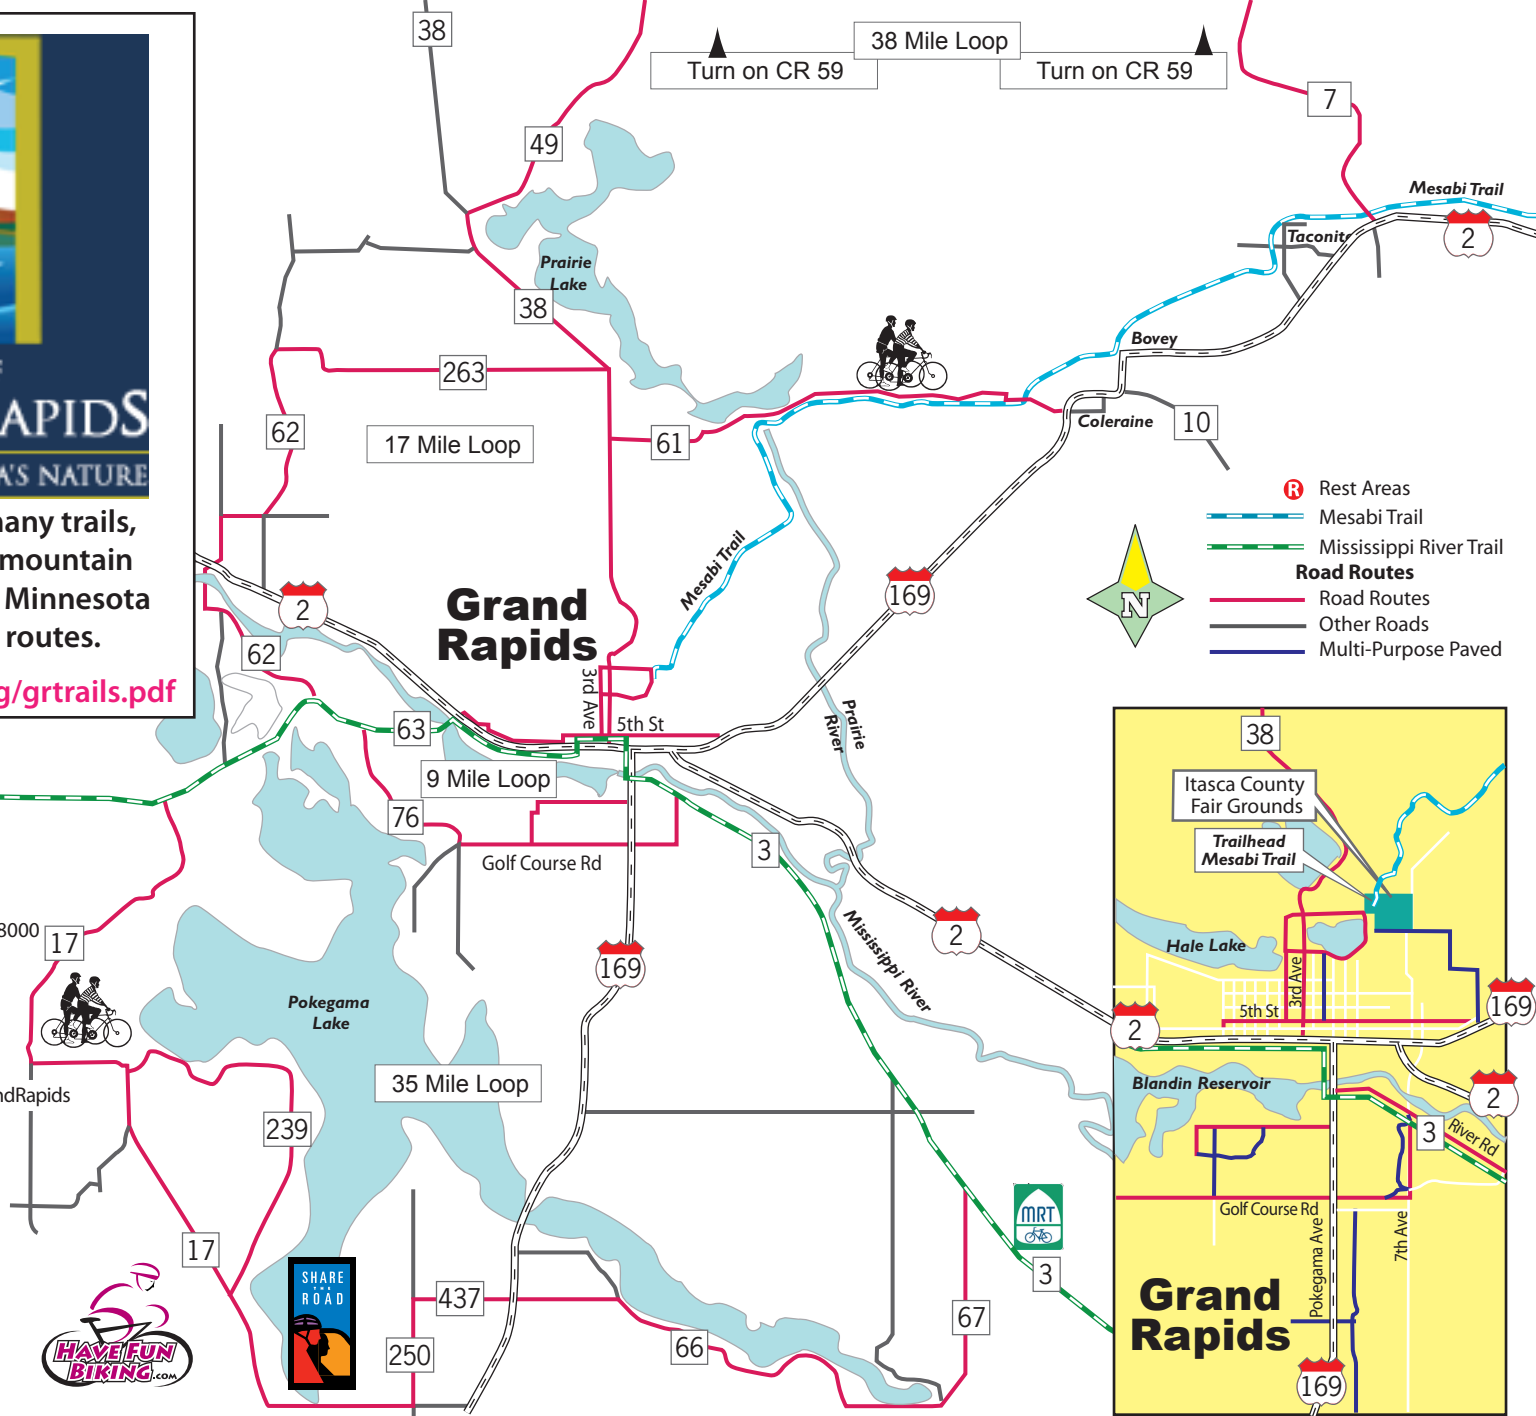 APIDS
A'S NATURE
many trails,
mountain
Minnesota
routes.
g/grtrails.pdf
38
38 Mile Loop
Turn on CR 59
Turn on CR 59
7
49
Mesabi Trail
2
Taconite
Prairie
Lake
38
Bovey
263
62
17 Mile Loop
61
Coleraine
10
R Rest Areas
Mesabi Trail
Mississippi River Trail
Road Routes
Road Routes
Other Roads
Multi-Purpose Paved
N
Mesabi Trail
169
2
Grand
Rapids
62
3rd Ave
5th St
63
Prairie
River
9 Mile Loop
76
Golf Course Rd
3
8000
17
169
2
Mississippi River
Pokegama
Lake
35 Mile Loop
ndRapids
239
17
MRT
3
SHARE
THE
ROAD
HAVE FUN
BIKING.COM
437
250
66
67
38
Itasca County
Fair Grounds
Trailhead
Mesabi Trail
Hale Lake
3rd Ave
5th St
169
2
Blandin Reservoir
2
3
River Rd
Golf Course Rd
Pokegama Ave
7th Ave
Grand
Rapids
169